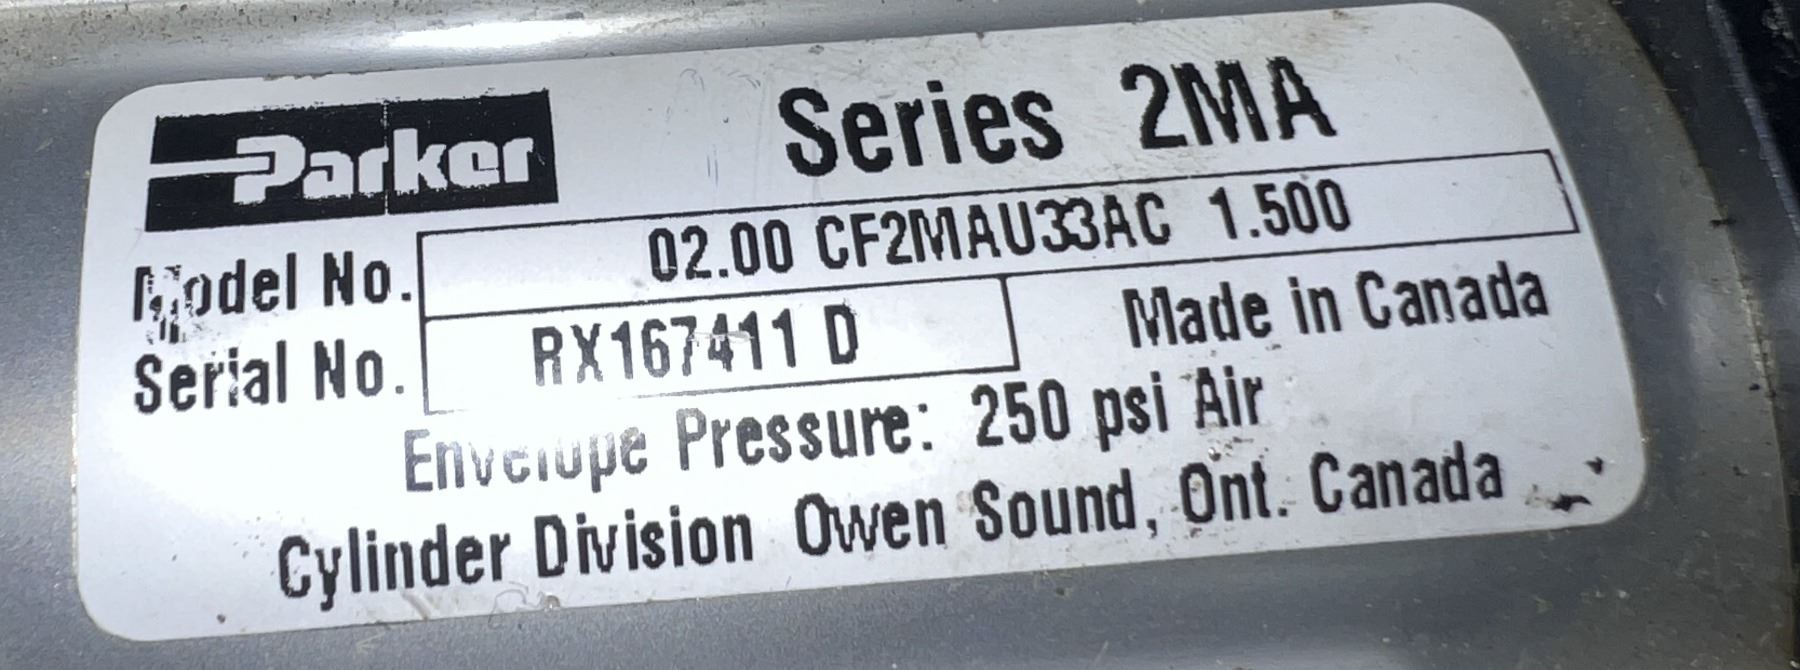 Parker Series 2MA
Model No. 02.00 CF2MAU33AC 1.500
Serial No. RX167411 D Made in Canada
Envelope Pressure: 250 psi Air
Cylinder Division Owen Sound, Ont. Canada